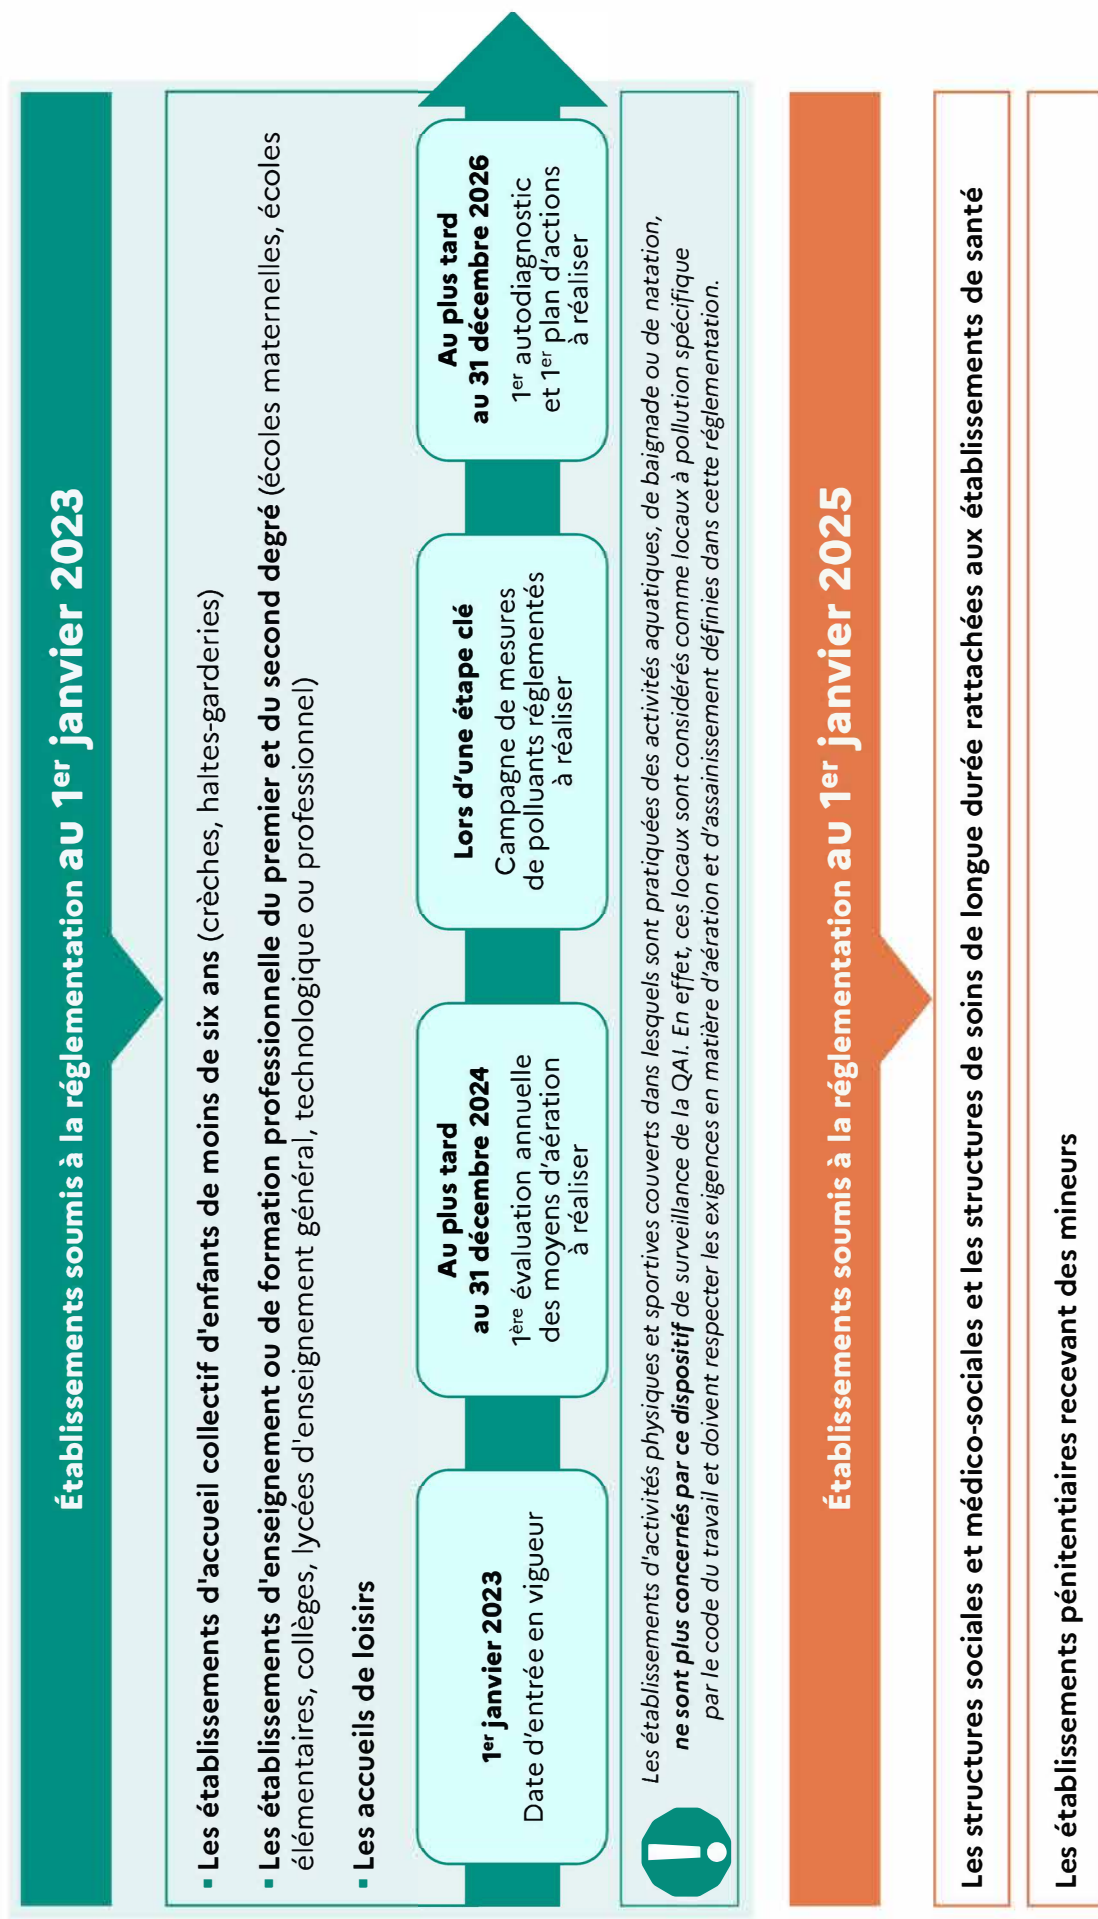 Établissements soumis à la réglementation au 1er janvier 2023
▪ Les établissements d'accueil collectif d'enfants de moins de six ans (crèches, haltes-garderies)
▪ Les établissements d'enseignement ou de formation professionnelle du premier et du second degré (écoles maternelles, écoles
élémentaires, collèges, lycées d'enseignement général, technologique ou professionnel)
▪ Les accueils de loisirs
1er janvier 2023
Date d'entrée en vigueur
Au plus tard
au 31 décembre 2024
1ère évaluation annuelle
des moyens d'aération
à réaliser
Lors d'une étape clé
Campagne de mesures
de polluants réglementés
à réaliser
Au plus tard
au 31 décembre 2026
1er autodiagnostic
et 1er plan d'actions
à réaliser
Les établissements d'activités physiques et sportives couverts dans lesquels sont pratiquées des activités aquatiques, de baignade ou de natation,
ne sont plus concernés par ce dispositif de surveillance de la QAI. En effet, ces locaux sont considérés comme locaux à pollution spécifique
par le code du travail et doivent respecter les exigences en matière d'aération et d'assainissement définies dans cette réglementation.
Établissements soumis à la réglementation au 1er janvier 2025
Les structures sociales et médico-sociales et les structures de soins de longue durée rattachées aux établissements de santé
Les établissements pénitentiaires recevant des mineurs